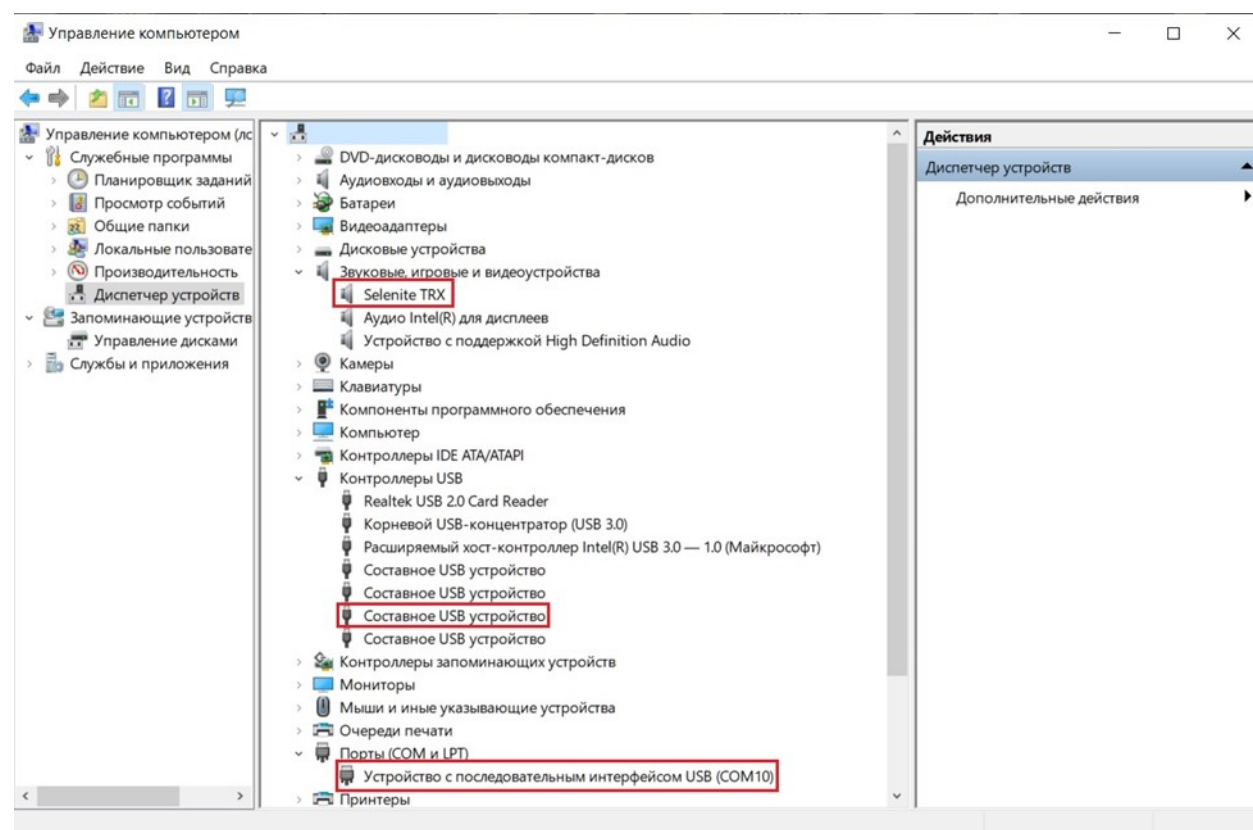 Управление компьютером
Файл Действие Вид Справка
Управление компьютером (лс
Служебные программы
Планировщик заданий
Просмотр событий
Общие папки
Локальные пользовате
Производительность
Диспетчер устройств
Запоминающие устройств
Управление дисками
Службы и приложения
DVD-дисководы и дисководы компакт-дисков
Аудиовходы и аудиовыходы
Батареи
Видеоадаптеры
Дисковые устройства
Звуковые, игровые и видеоустройства
Selenite TRX
Аудио Intel(R) для дисплеев
Устройство с поддержкой High Definition Audio
Камеры
Клавиатуры
Компоненты программного обеспечения
Компьютер
Контроллеры IDE ATA/ATAPI
Контроллеры USB
Realtek USB 2.0 Card Reader
Корневой USB-концентратор (USB 3.0)
Расширяемый хост-контроллер Intel(R) USB 3.0 — 1.0 (Майкрософт)
Составное USB устройство
Составное USB устройство
Составное USB устройство
Составное USB устройство
Контроллеры запоминающих устройств
Мониторы
Мыши и иные указывающие устройства
Очереди печати
Порты (COM и LPT)
Устройство с последовательным интерфейсом USB (COM10)
Принтеры
Действия
Диспетчер устройств
Дополнительные действия